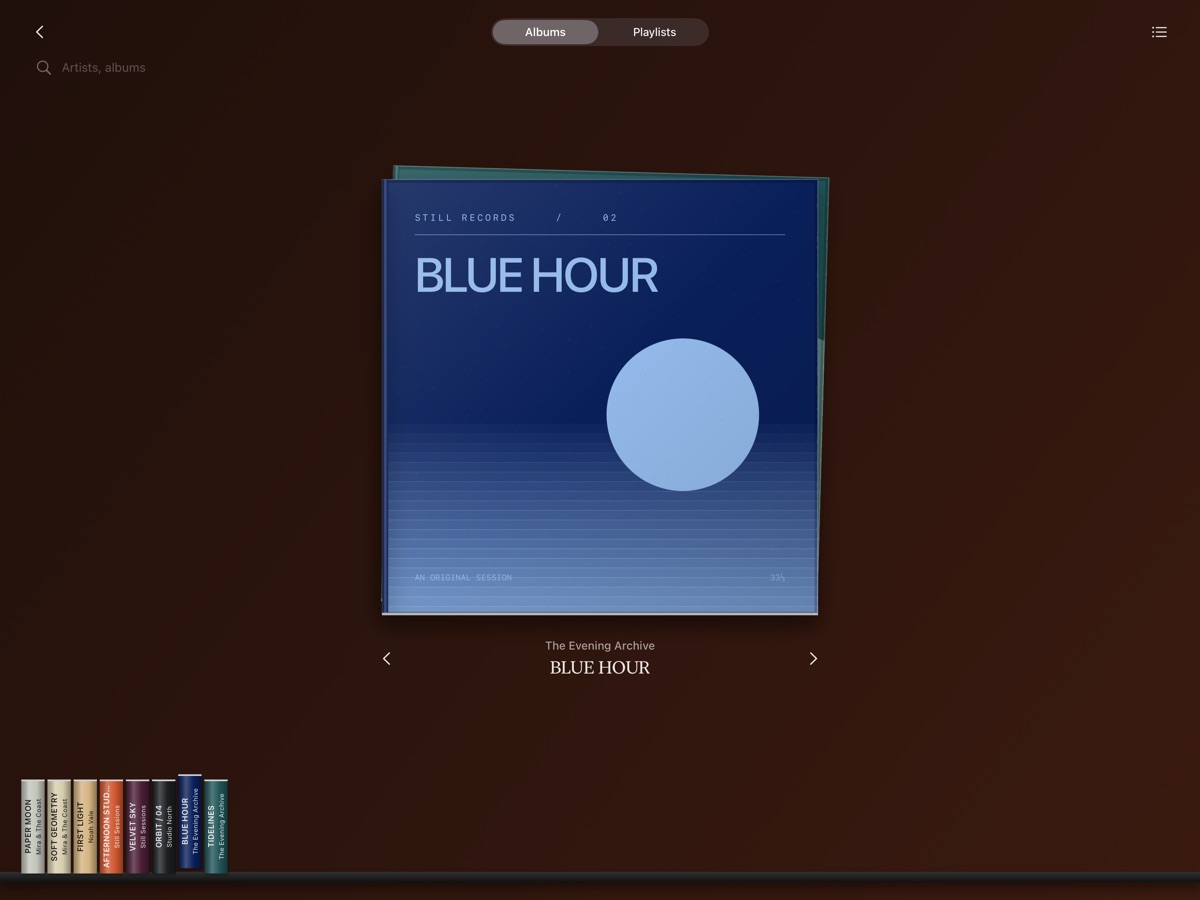 Albums
Playlists
Artists, albums
STILL RECORDS / 02
BLUE HOUR
AN ORIGINAL SESSION
33⅓
The Evening Archive
BLUE HOUR
PAPER MOON
Mira & The Coast
SOFT GEOMETRY
Mira & The Coast
FIRST LIGHT
Noah Vale
AFTERNOON STUD...
Still Sessions
VELVET SKY
Still Sessions
ORBIT / 04
Studio North
BLUE HOUR
The Evening Archive
TIDELINES
The Evening Archive